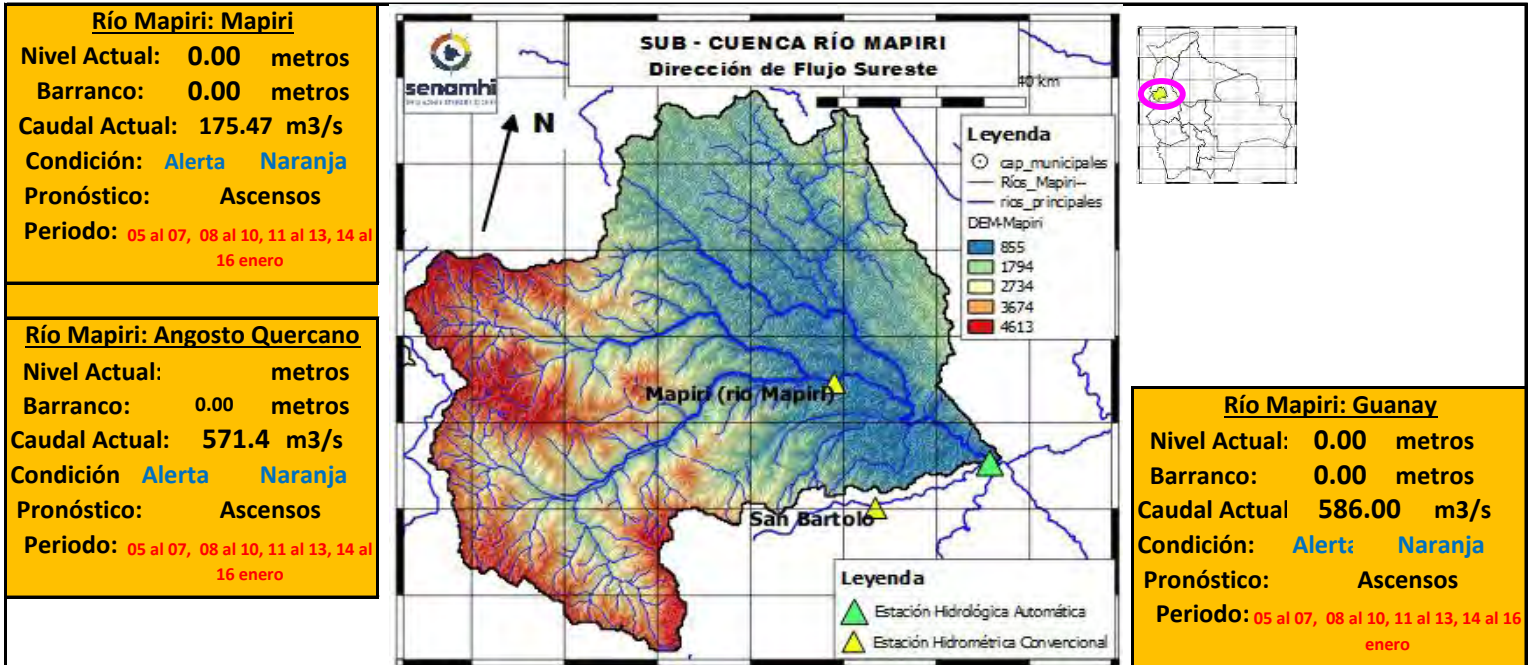 Río Mapiri: Mapiri
Nivel Actual: 0.00 metros
Barranco: 0.00 metros
Caudal Actual: 175.47 m3/s
Condición: Alerta Naranja
Pronóstico: Ascensos
Periodo: 05 al 07, 08 al 10, 11 al 13, 14 al
16 enero
Río Mapiri: Angosto Quercano
Nivel Actual: metros
Barranco: 0.00 metros
Caudal Actual: 571.4 m3/s
Condición Alerta Naranja
Pronóstico: Ascensos
Periodo: 05 al 07, 08 al 10, 11 al 13, 14 al
16 enero
senamhi
SUB - CUENCA RÍO MAPIRI
Dirección de Flujo Sureste
40 km
N
Leyenda
cap_municipales
Ríos_Mapiri--
rios_principales
DEM-Mapiri
855
1794
2734
3674
4613
Mapiri (rio Mapiri)
San Bartolo
Leyenda
Estación Hidrológica Automática
Estación Hidrométrica Convencional
Río Mapiri: Guanay
Nivel Actual: 0.00 metros
Barranco: 0.00 metros
Caudal Actual 586.00 m3/s
Condición: Alerta Naranja
Pronóstico: Ascensos
Periodo: 05 al 07, 08 al 10, 11 al 13, 14 al 16
enero